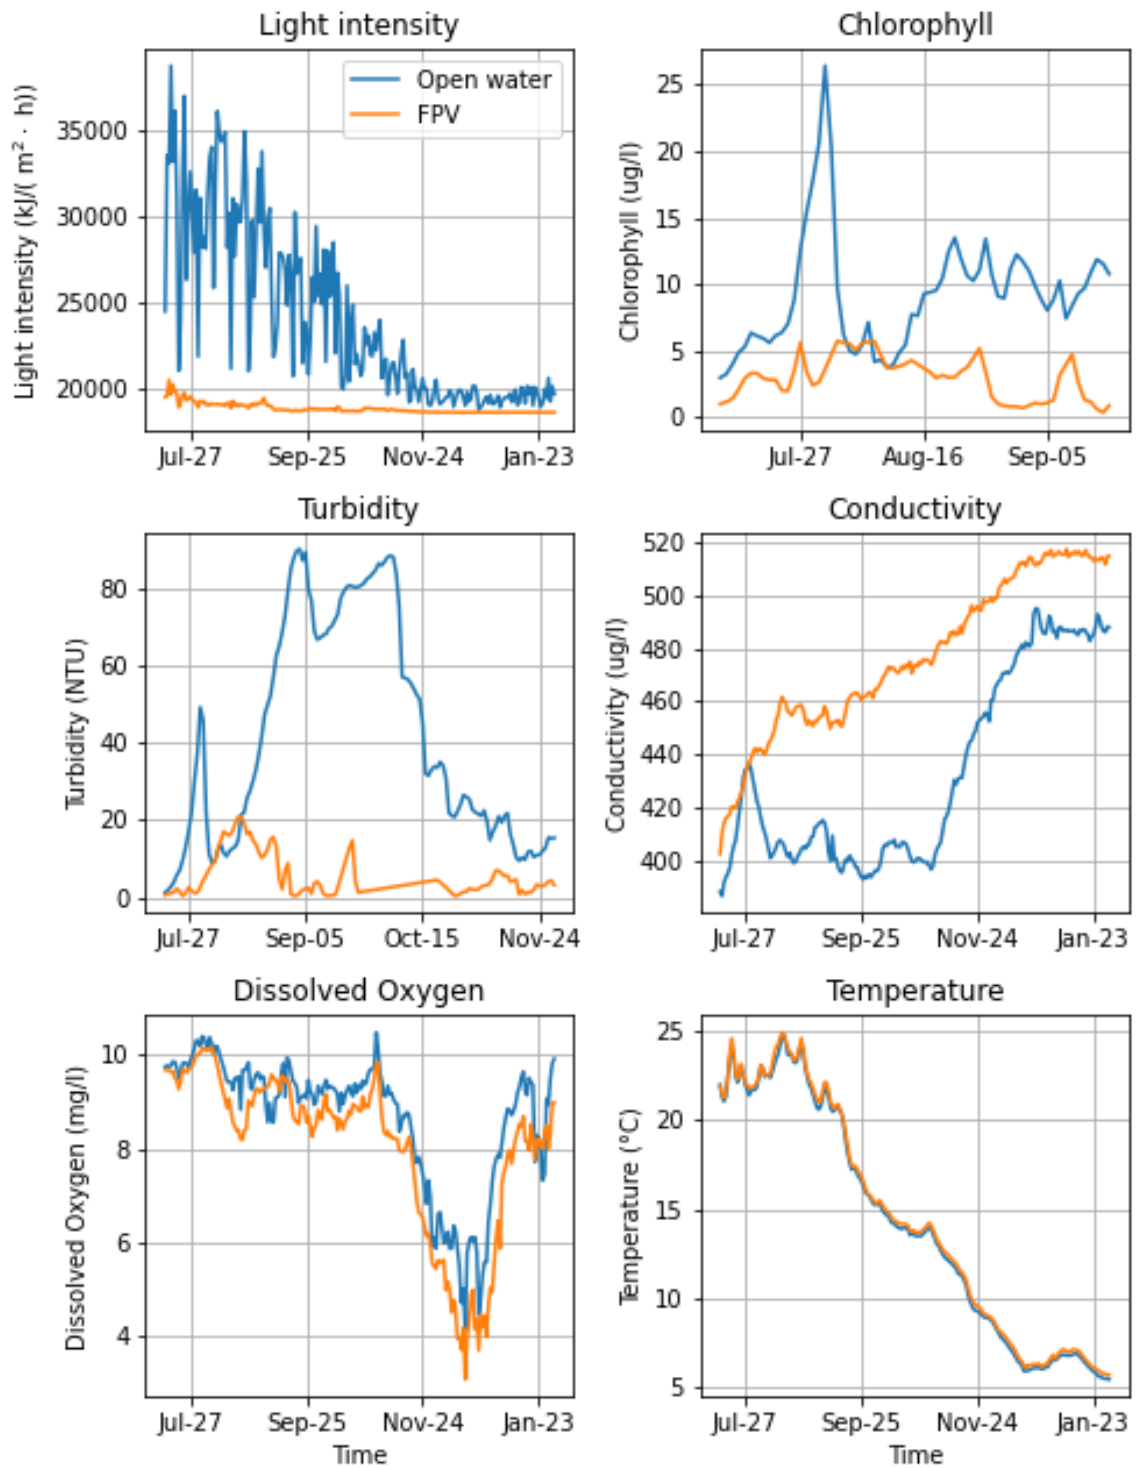 Light intensity
Light intensity (kJ/( m² · h))
35000
30000
25000
20000
Open water
FPV
Jul-27 Sep-25 Nov-24 Jan-23
Chlorophyll
Chlorophyll (ug/l)
25
20
15
10
5
0
Jul-27 Aug-16 Sep-05
Turbidity
Turbidity (NTU)
80
60
40
20
0
Jul-27 Sep-05 Oct-15 Nov-24
Conductivity
Conductivity (ug/l)
520
500
480
460
440
420
400
Jul-27 Sep-25 Nov-24 Jan-23
Dissolved Oxygen
Dissolved Oxygen (mg/l)
10
8
6
4
Jul-27 Sep-25 Nov-24 Jan-23
Time
Temperature
Temperature (°C)
25
20
15
10
5
Jul-27 Sep-25 Nov-24 Jan-23
Time